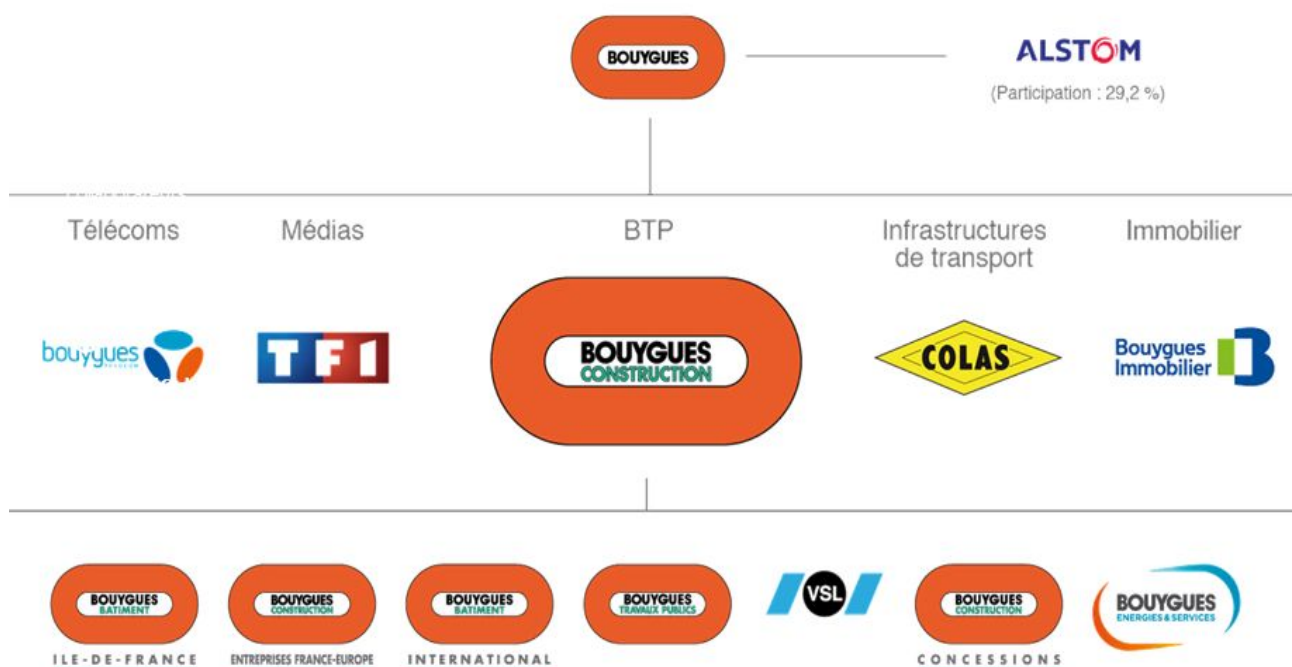 BOUYGUES
ALSTOM
(Participation : 29,2 %)
Télécoms
Médias
BTP
Infrastructures
de transport
Immobilier
bouygues
TF1
BOUYGUES
CONSTRUCTION
COLAS
Bouygues
Immobilier
BOUYGUES
BATIMENT
ILE-DE-FRANCE
BOUYGUES
CONSTRUCTION
ENTREPRISES FRANCE-EUROPE
BOUYGUES
BATIMENT
INTERNATIONAL
BOUYGUES
TRAVAUX PUBLICS
VSL
BOUYGUES
CONSTRUCTION
CONCESSIONS
BOUYGUES
ENERGIES & SERVICES